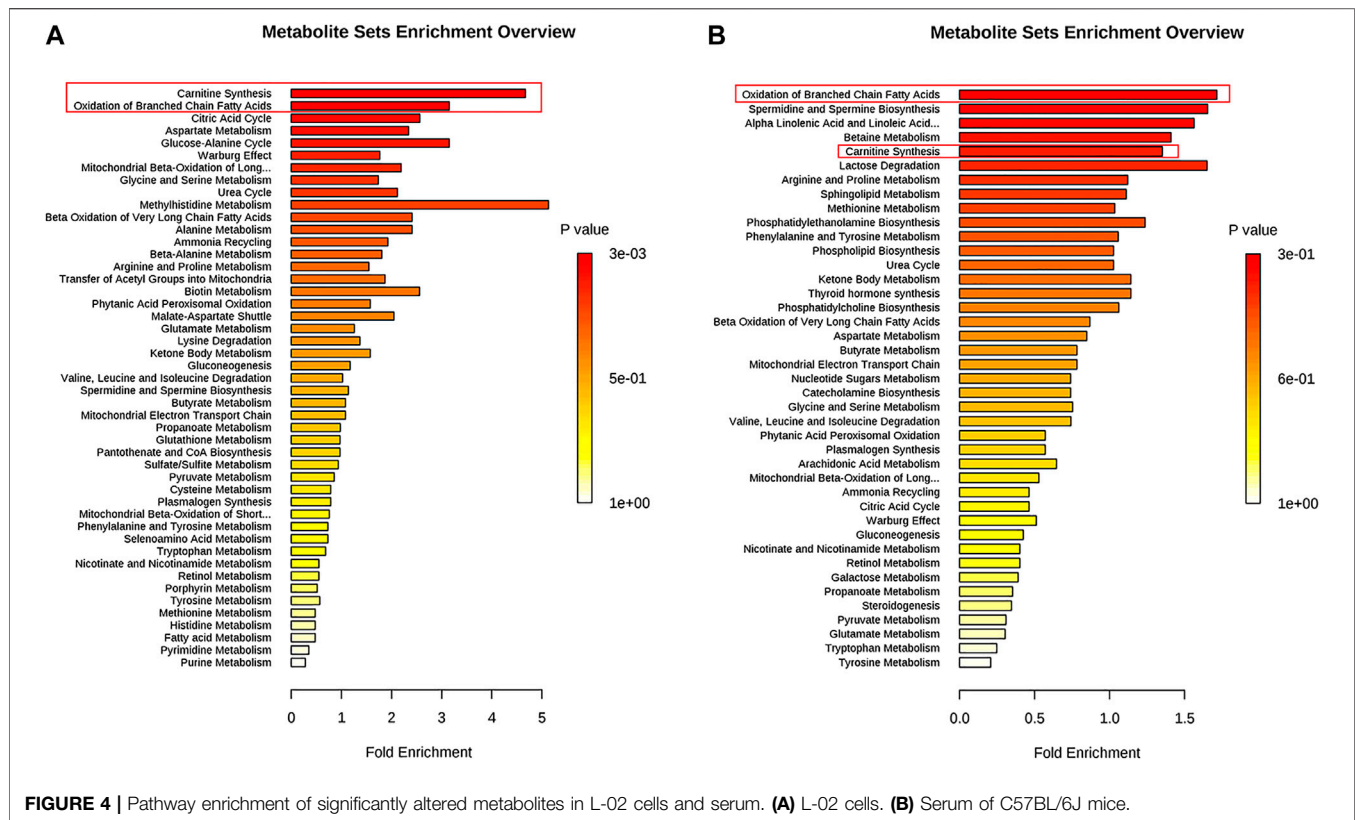 A
Metabolite Sets Enrichment Overview
Carnitine Synthesis
Oxidation of Branched Chain Fatty Acids
Citric Acid Cycle
Aspartate Metabolism
Glucose-Alanine Cycle
Warburg Effect
Mitochondrial Beta-Oxidation of Long...
Glycine and Serine Metabolism
Urea Cycle
Methylhistidine Metabolism
Beta Oxidation of Very Long Chain Fatty Acids
Alanine Metabolism
Ammonia Recycling
Beta-Alanine Metabolism
Arginine and Proline Metabolism
Transfer of Acetyl Groups into Mitochondria
Biotin Metabolism
Phytanic Acid Peroxisomal Oxidation
Malate-Aspartate Shuttle
Glutamate Metabolism
Lysine Degradation
Ketone Body Metabolism
Gluconeogenesis
Valine, Leucine and Isoleucine Degradation
Spermidine and Spermine Biosynthesis
Butyrate Metabolism
Mitochondrial Electron Transport Chain
Propanoate Metabolism
Glutathione Metabolism
Pantothenate and CoA Biosynthesis
Sulfate/Sulfite Metabolism
Pyruvate Metabolism
Cysteine Metabolism
Plasmalogen Synthesis
Mitochondrial Beta-Oxidation of Short...
Phenylalanine and Tyrosine Metabolism
Selenoamino Acid Metabolism
Tryptophan Metabolism
Nicotinate and Nicotinamide Metabolism
Retinol Metabolism
Porphyrin Metabolism
Tyrosine Metabolism
Methionine Metabolism
Histidine Metabolism
Fatty acid Metabolism
Pyrimidine Metabolism
Purine Metabolism
0 1 2 3 4 5
Fold Enrichment
P value
3e-03
5e-01
1e+00
B
Metabolite Sets Enrichment Overview
Oxidation of Branched Chain Fatty Acids
Spermidine and Spermine Biosynthesis
Alpha Linolenic Acid and Linoleic Acid...
Betaine Metabolism
Carnitine Synthesis
Lactose Degradation
Arginine and Proline Metabolism
Sphingolipid Metabolism
Methionine Metabolism
Phosphatidylethanolamine Biosynthesis
Phenylalanine and Tyrosine Metabolism
Phospholipid Biosynthesis
Urea Cycle
Ketone Body Metabolism
Thyroid hormone synthesis
Phosphatidylcholine Biosynthesis
Beta Oxidation of Very Long Chain Fatty Acids
Aspartate Metabolism
Butyrate Metabolism
Mitochondrial Electron Transport Chain
Nucleotide Sugars Metabolism
Catecholamine Biosynthesis
Glycine and Serine Metabolism
Valine, Leucine and Isoleucine Degradation
Phytanic Acid Peroxisomal Oxidation
Plasmalogen Synthesis
Arachidonic Acid Metabolism
Mitochondrial Beta-Oxidation of Long...
Ammonia Recycling
Citric Acid Cycle
Warburg Effect
Gluconeogenesis
Nicotinate and Nicotinamide Metabolism
Retinol Metabolism
Galactose Metabolism
Propanoate Metabolism
Steroidogenesis
Pyruvate Metabolism
Glutamate Metabolism
Tryptophan Metabolism
Tyrosine Metabolism
0.0 0.5 1.0 1.5
Fold Enrichment
P value
3e-01
6e-01
1e+00
FIGURE 4 | Pathway enrichment of significantly altered metabolites in L-02 cells and serum. (A) L-02 cells. (B) Serum of C57BL/6J mice.